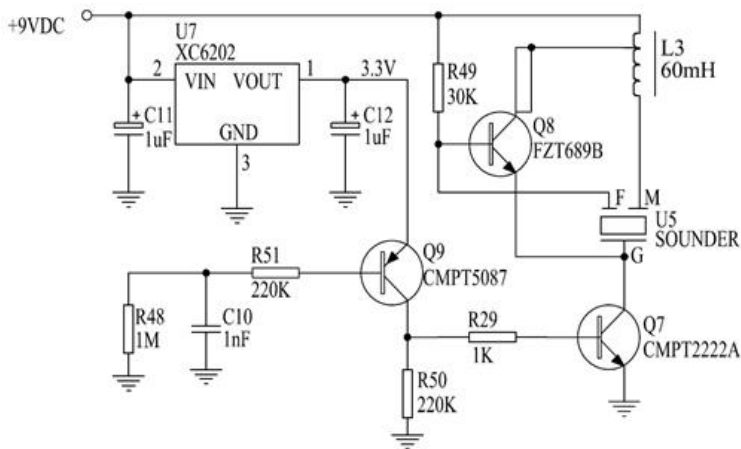 +9VDC
U7
XC6202
2
VIN
VOUT
1
3.3V
GND
3
C11
+
1uF
C12
+
1uF
R49
30K
Q8
FZT689B
L3
60mH
F
M
U5
SOUNDER
G
Q9
CMPT5087
R51
220K
R48
1M
C10
1nF
R29
1K
Q7
CMPT2222A
R50
220K